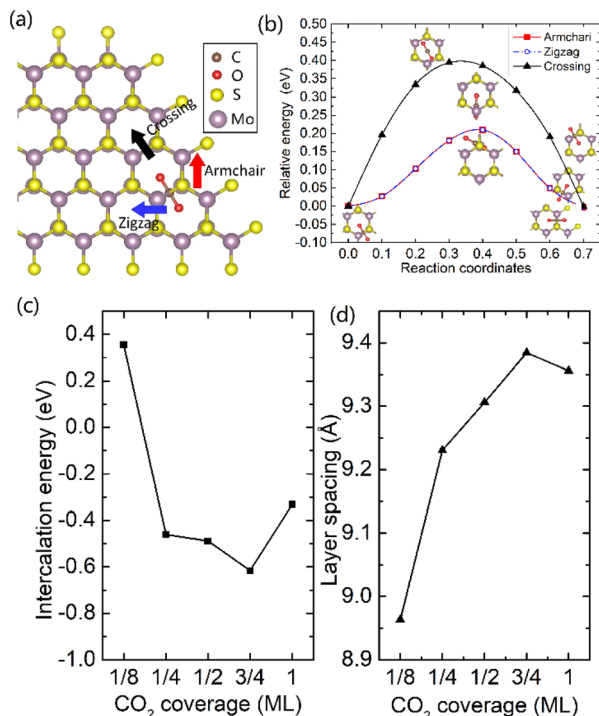 (a)
C
O
S
Mo
Crossing
Armchair
Zigzag
(b)
Relative energy (eV)
0.50
0.45
0.40
0.35
0.30
0.25
0.20
0.15
0.10
0.05
0.00
-0.05
-0.10
Armchari
Zigzag
Crossing
0.0 0.1 0.2 0.3 0.4 0.5 0.6 0.7
Reaction coordinates
(c)
Intercalation energy (eV)
0.4
0.2
0.0
-0.2
-0.4
-0.6
-0.8
-1.0
1/8 1/4 1/2 3/4 1
CO₂ coverage (ML)
(d)
Layer spacing (Å)
9.4
9.3
9.2
9.1
9.0
8.9
1/8 1/4 1/2 3/4 1
CO₂ coverage (ML)